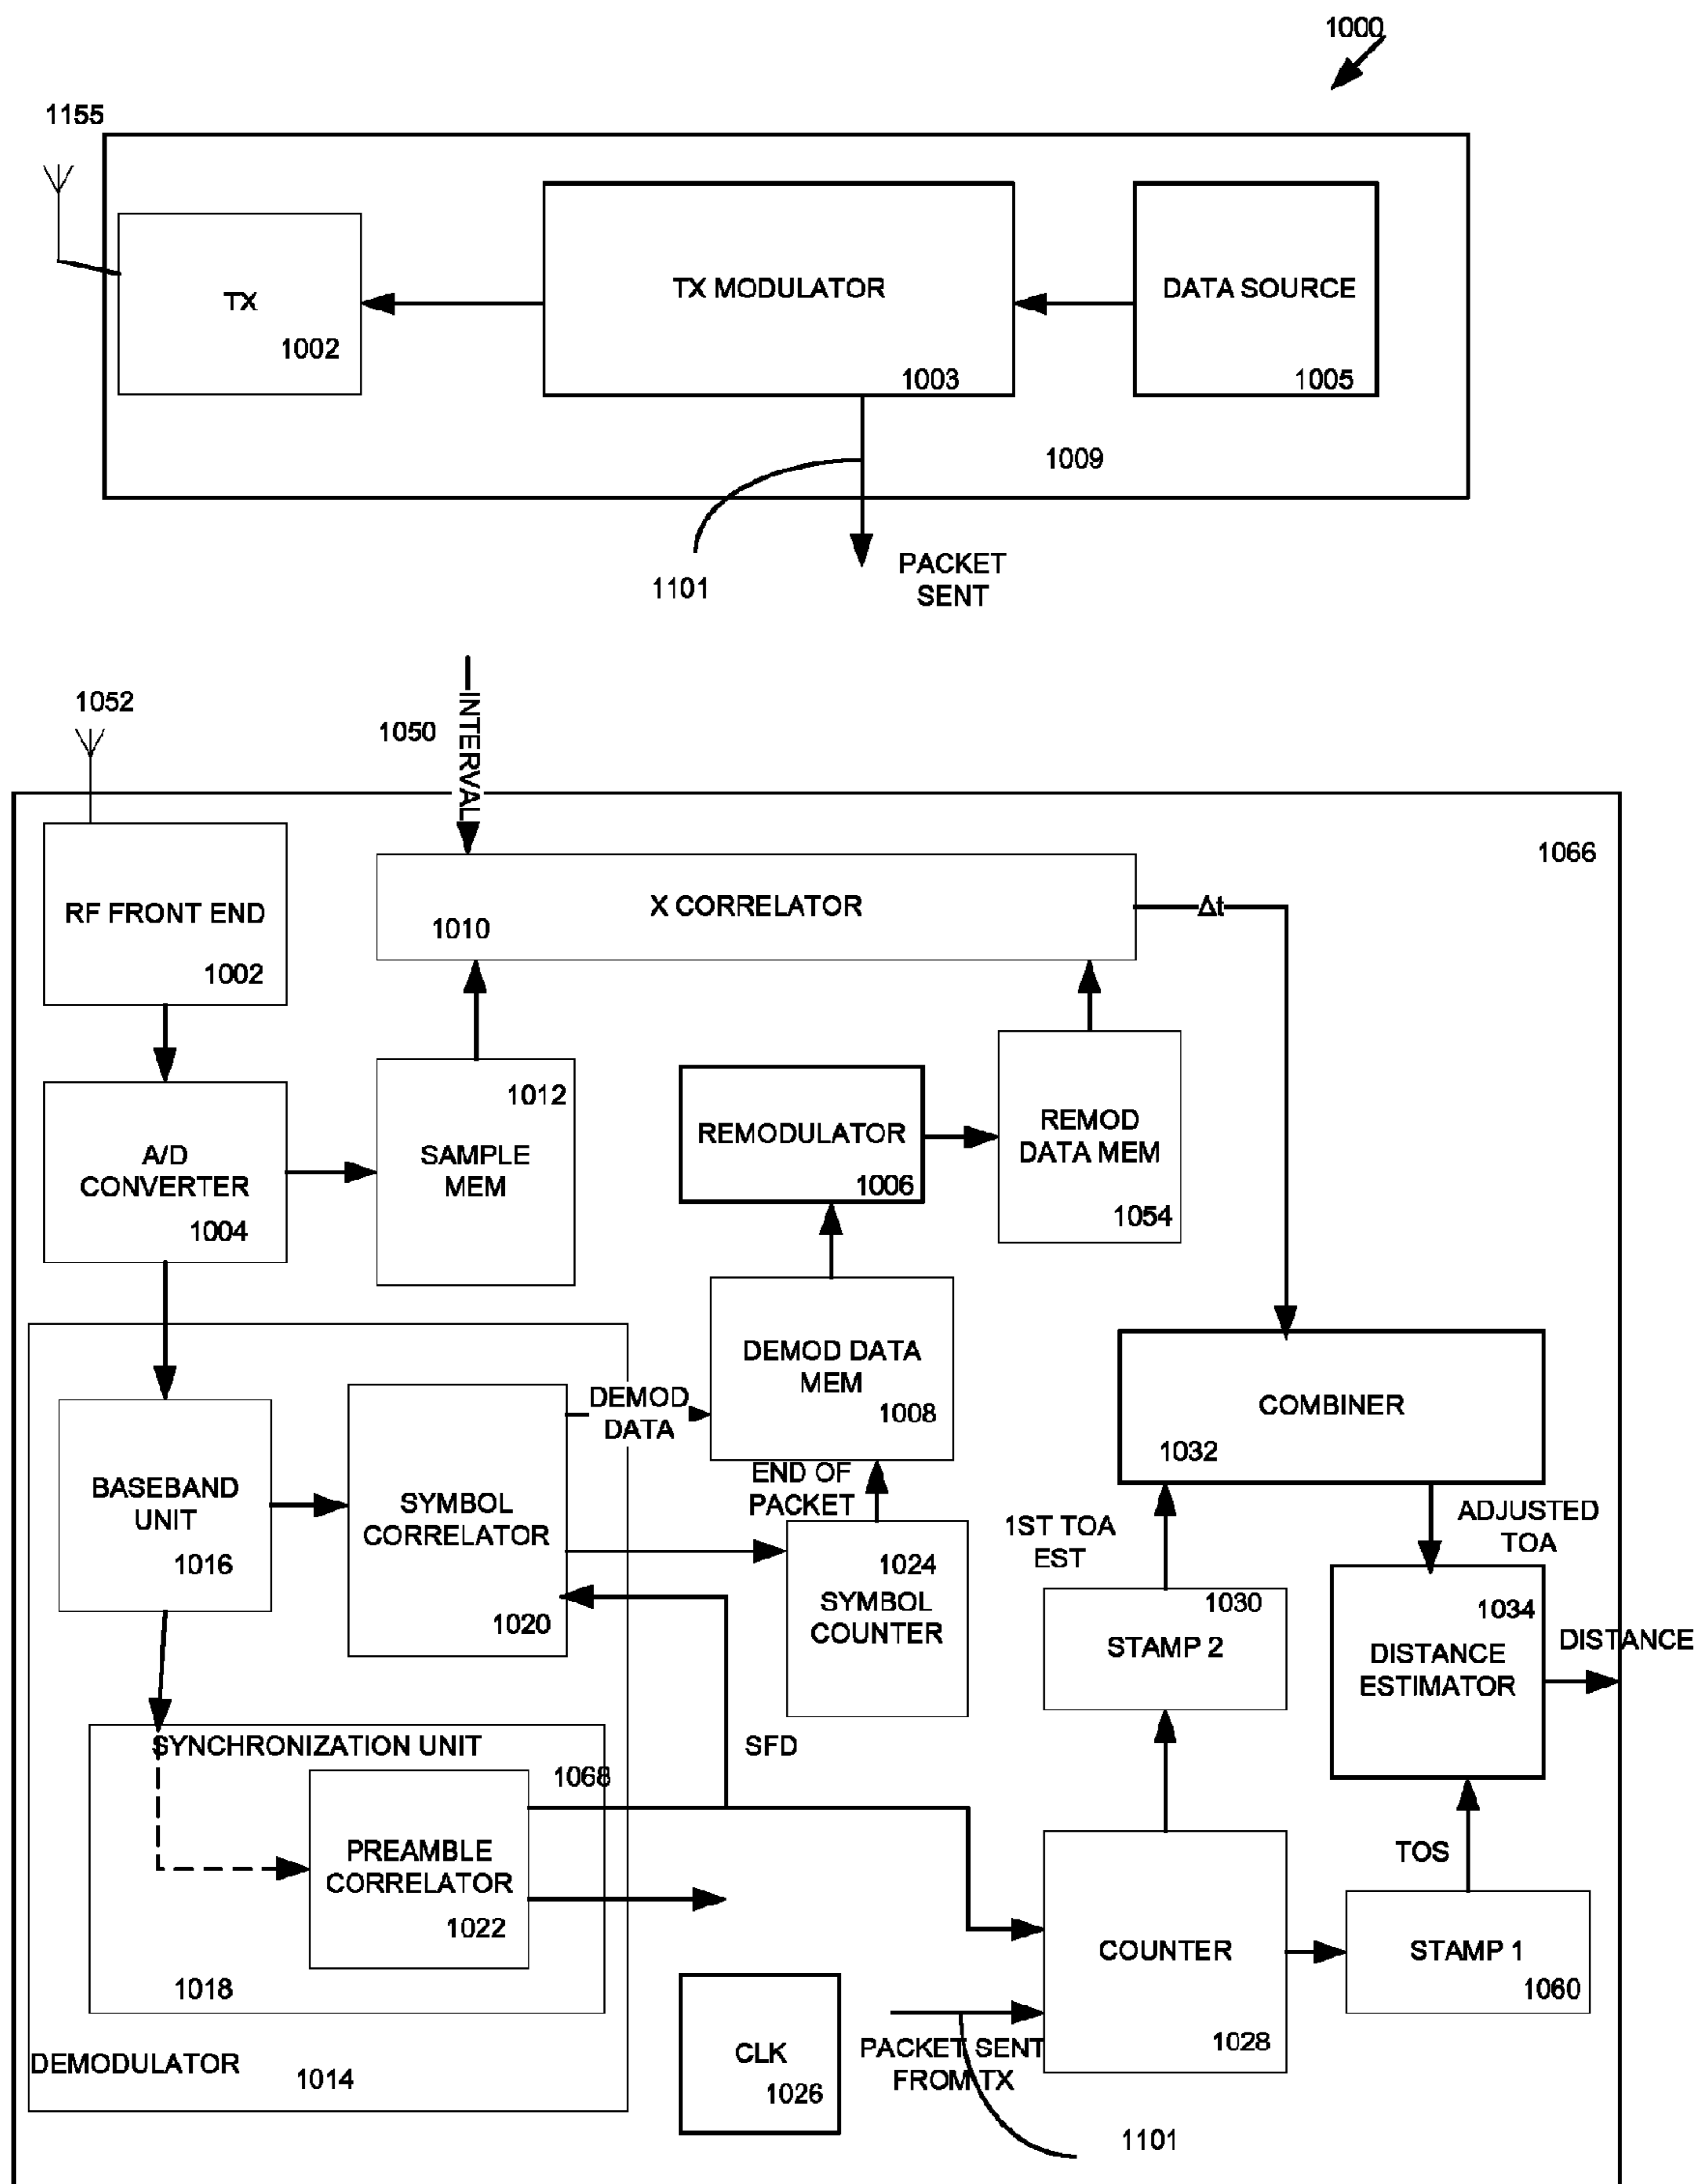 1000
1155
TX
1002
TX MODULATOR
1003
DATA SOURCE
1005
1009
1101
PACKET
SENT
1052
1050
INTERVAL
1066
RF FRONT END
1002
X CORRELATOR
1010
Δt
A/D
CONVERTER
1004
1012
SAMPLE
MEM
REMODULATOR
1006
REMOD
DATA MEM
1054
DEMOD DATA
MEM
1008
DEMOD
DATA
COMBINER
1032
BASEBAND
UNIT
1016
SYMBOL
CORRELATOR
1020
END OF
PACKET
1024
SYMBOL
COUNTER
1ST TOA
EST
ADJUSTED
TOA
1030
STAMP 2
1034
DISTANCE
ESTIMATOR
DISTANCE
SYNCHRONIZATION UNIT
1068
SFD
PREAMBLE
CORRELATOR
1022
1018
TOS
COUNTER
1028
STAMP 1
1060
DEMODULATOR
1014
CLK
1026
PACKET SENT
FROM TX
1101